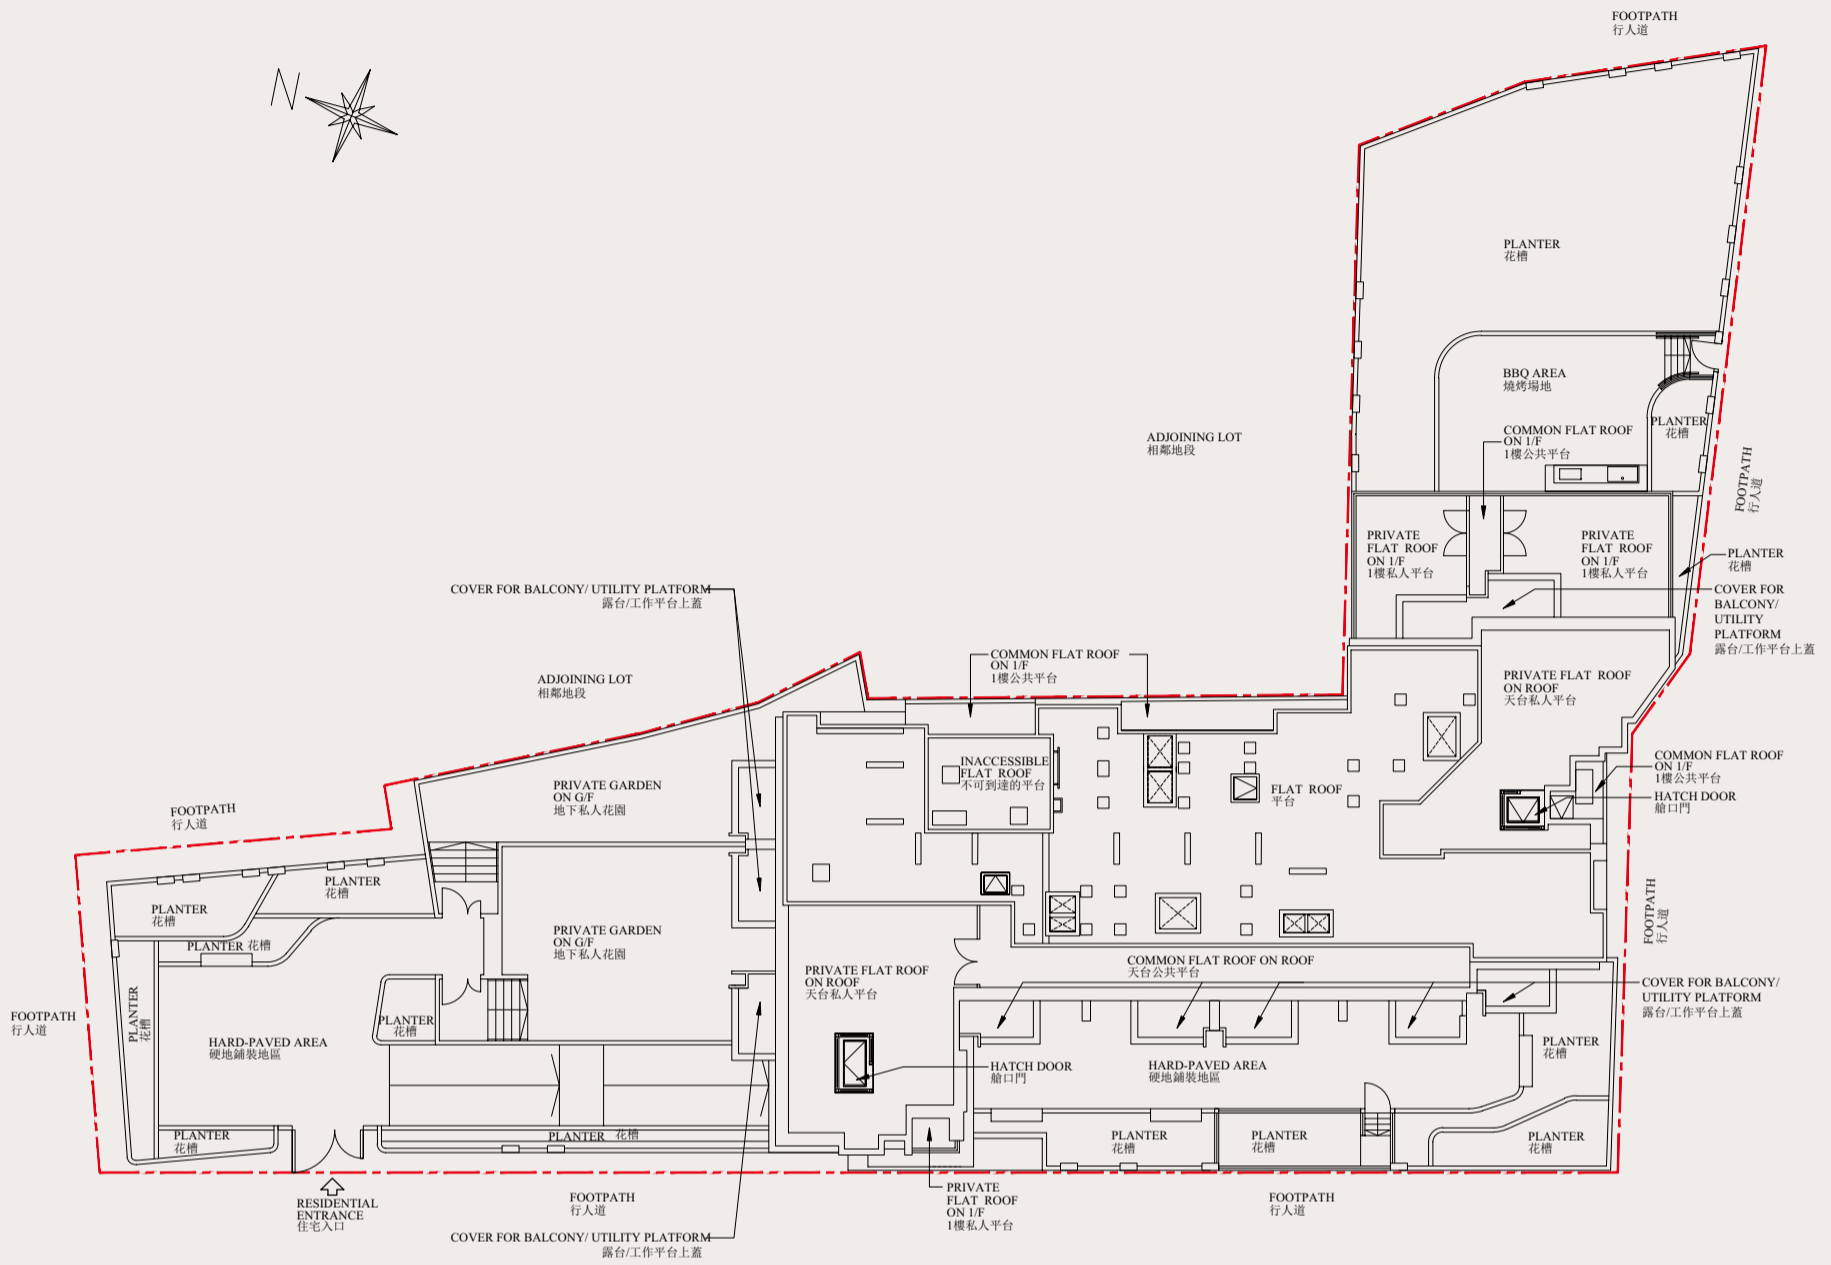 FOOTPATH
行人道
N
PLANTER
花槽
BBQ AREA
燒烤場地
ADJOINING LOT
相鄰地段
COMMON FLAT ROOF
ON 1/F
1樓公共平台
PLANTER
花槽
FOOTPATH
行人道
PRIVATE
FLAT ROOF
ON 1/F
1樓私人平台
PRIVATE
FLAT ROOF
ON 1/F
1樓私人平台
PLANTER
花槽
COVER FOR BALCONY/ UTILITY PLATFORM
露台/工作平台上蓋
COVER FOR
BALCONY/
UTILITY
PLATFORM
露台/工作平台上蓋
ADJOINING LOT
相鄰地段
COMMON FLAT ROOF
ON 1/F
1樓公共平台
PRIVATE FLAT ROOF
ON ROOF
天台私人平台
COMMON FLAT ROOF
ON 1/F
1樓公共平台
INACCESSIBLE
FLAT ROOF
不可到達的平台
FLAT ROOF
平台
HATCH DOOR
艙口門
PRIVATE GARDEN
ON G/F
地下私人花園
FOOTPATH
行人道
PLANTER
花槽
PLANTER
花槽
PLANTER 花槽
PRIVATE GARDEN
ON G/F
地下私人花園
FOOTPATH
行人道
PRIVATE FLAT ROOF
ON ROOF
天台私人平台
COMMON FLAT ROOF ON ROOF
天台公共平台
COVER FOR BALCONY/
UTILITY PLATFORM
露台/工作平台上蓋
FOOTPATH
行人道
PLANTER
花槽
PLANTER
花槽
HARD-PAVED AREA
硬地鋪裝地區
HATCH DOOR
艙口門
HARD-PAVED AREA
硬地鋪裝地區
PLANTER
花槽
PLANTER
花槽
PLANTER 花槽
PLANTER
花槽
PLANTER
花槽
PLANTER
花槽
RESIDENTIAL
ENTRANCE
住宅入口
FOOTPATH
行人道
PRIVATE
FLAT ROOF
ON 1/F
1樓私人平台
FOOTPATH
行人道
COVER FOR BALCONY/ UTILITY PLATFORM
露台/工作平台上蓋